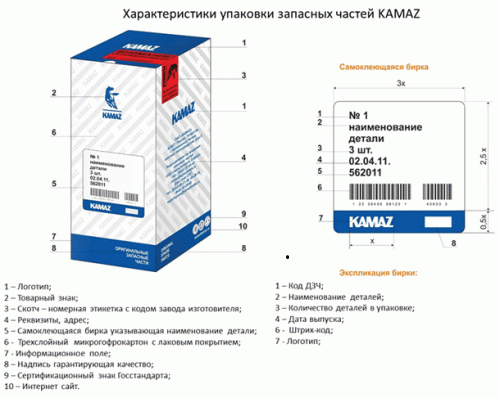 Характеристики упаковки запасных частей KAMAZ
KAMAZ
№ 1
наименование
детали
3 шт.
02.04.11.
562011
KAMAZ
ОРИГИНАЛЬНЫЕ
ЗАПАСНЫЕ
ЧАСТИ
1
3
1
2
6
4
5
7
8
9
10
8
Самоклеющаяся бирка
3x
1
2
3
4
5
6
7
№ 1
наименование
детали
3 шт.
02.04.11.
562011
KAMAZ
2,5 x
0,5x
x
8
1 – Логотип;
2 – Товарный знак;
3 – Скотч – номерная этикетка с кодом завода изготовителя;
4 – Реквизиты, адрес;
5 – Самоклеющаяся бирка указывающая наименование детали;
6 - Трехслойный микрогофрокартон с лаковым покрытием;
7 - Информационное поле;
8 – Надпись гарантирующая качество;
9 – Сертификационный знак Госстандарта;
10 – Интернет сайт.
Экспликация бирки:
1 – Код ДЗЧ;
2 – Наименование деталей;
3 – Количество деталей в упаковке;
4 – Дата выпуска;
6 – Штрих-код;
7 - Логотип;